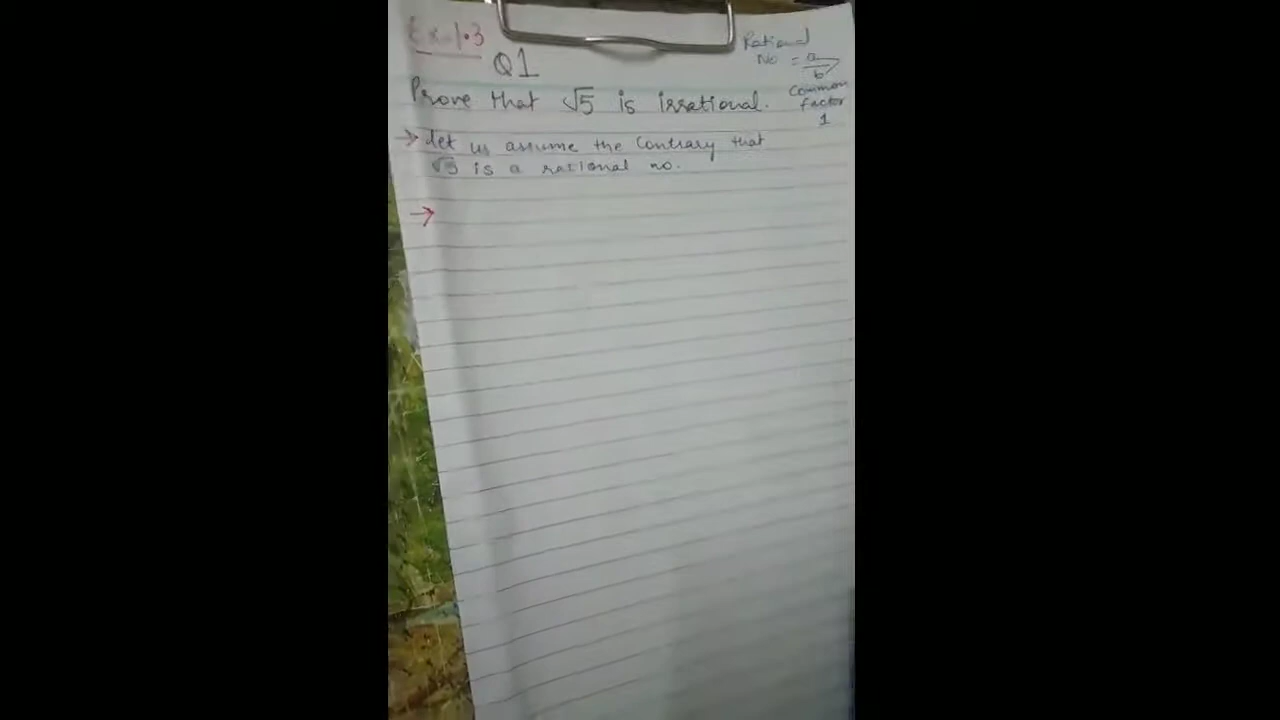 Ex-1.3
Q1
Rational
No = a
b
Common
factor
1
Prove that √5 is irrational.
→ Let us assume the contrary that
√5 is a rational no.
→